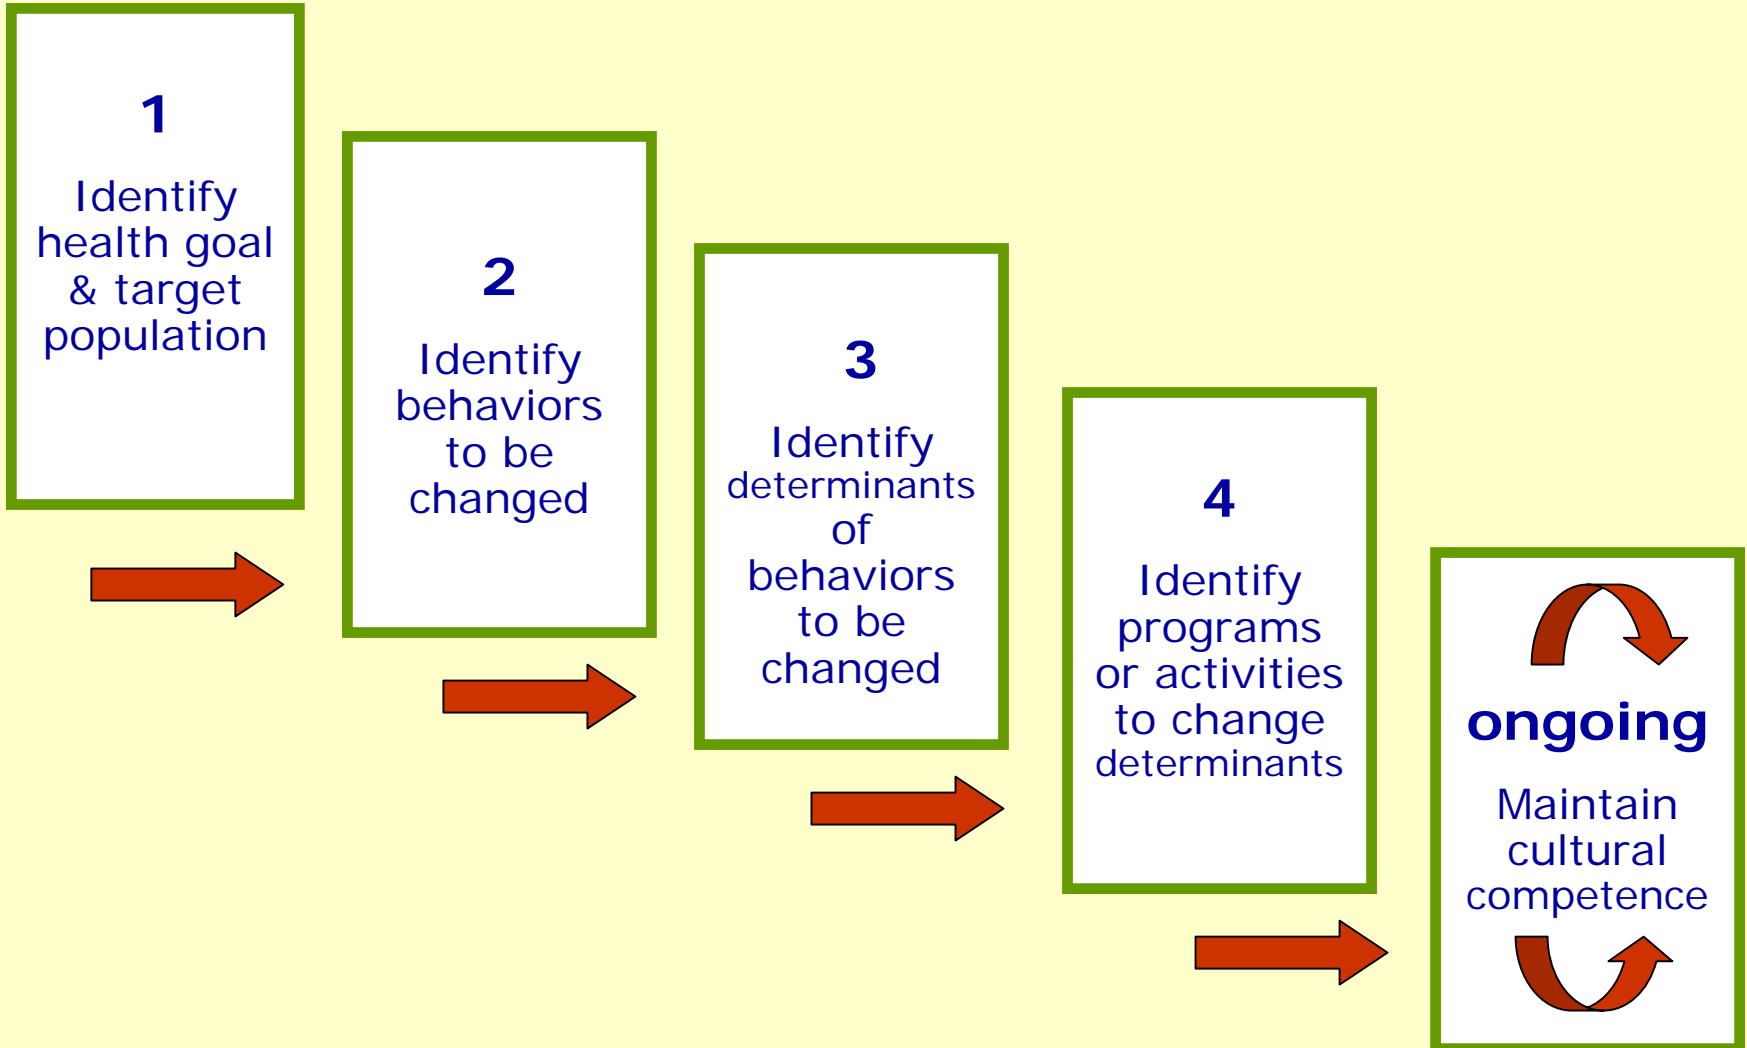 1
Identify
health goal
& target
population
2
Identify
behaviors
to be
changed
3
Identify
determinants
of
behaviors
to be
changed
4
Identify
programs
or activities
to change
determinants
ongoing
Maintain
cultural
competence